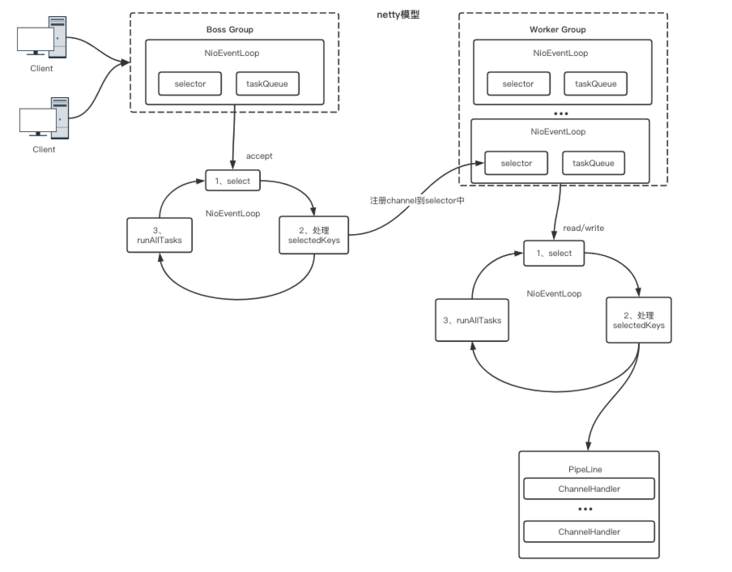 netty模型
Client
Client
Boss Group
NioEventLoop
selector
taskQueue
accept
1、select
NioEventLoop
2、处理
selectedKeys
3、
runAllTasks
注册channel到selector中
Worker Group
NioEventLoop
selector
taskQueue
•••
NioEventLoop
selector
taskQueue
read/write
1、select
NioEventLoop
2、处理
selectedKeys
3、runAllTasks
PipeLine
ChannelHandler
•••
ChannelHandler